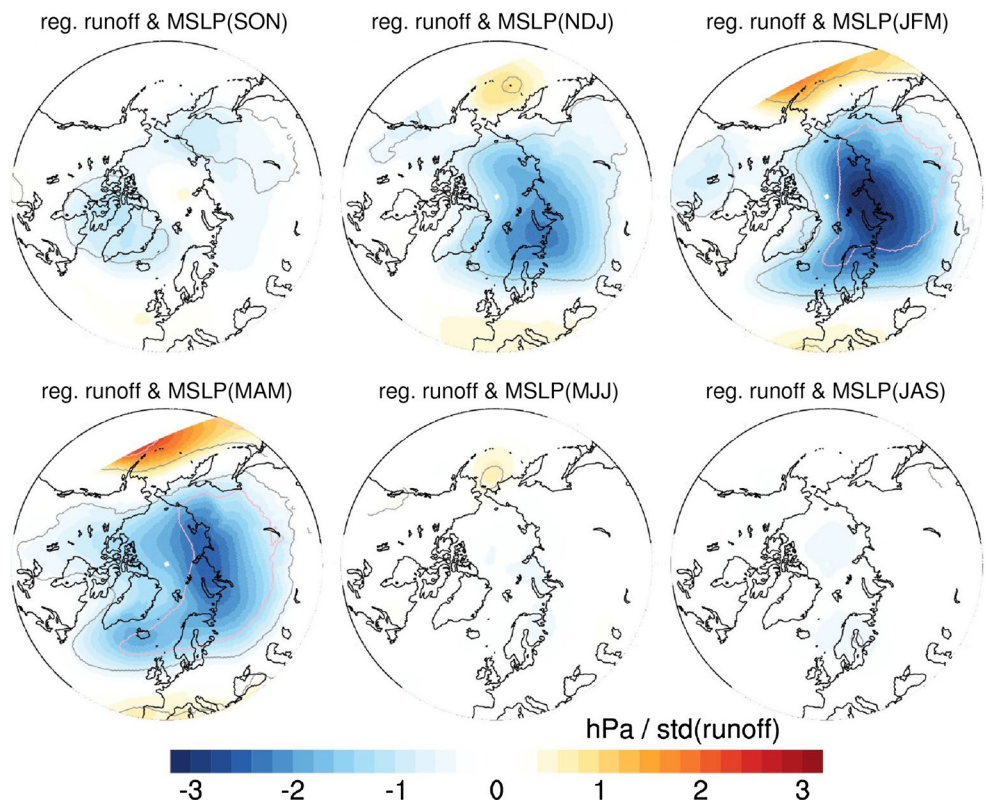 reg. runoff & MSLP(SON)
reg. runoff & MSLP(NDJ)
reg. runoff & MSLP(JFM)
reg. runoff & MSLP(MAM)
reg. runoff & MSLP(MJJ)
reg. runoff & MSLP(JAS)
hPa / std(runoff)
-3 -2 -1 0 1 2 3